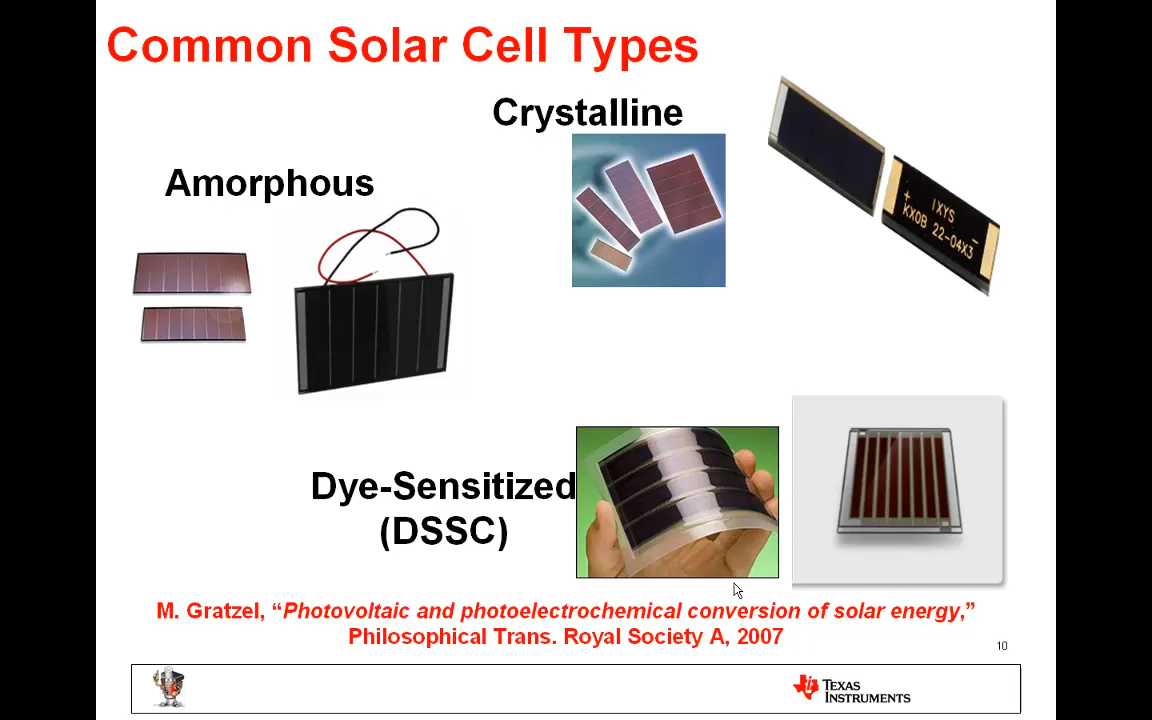 Common Solar Cell Types
Crystalline
Amorphous
+ IXYS -
KXOB 22-04X3
Dye-Sensitized
(DSSC)
M. Gratzel, “Photovoltaic and photoelectrochemical conversion of solar energy,”
Philosophical Trans. Royal Society A, 2007
10
TEXAS
INSTRUMENTS